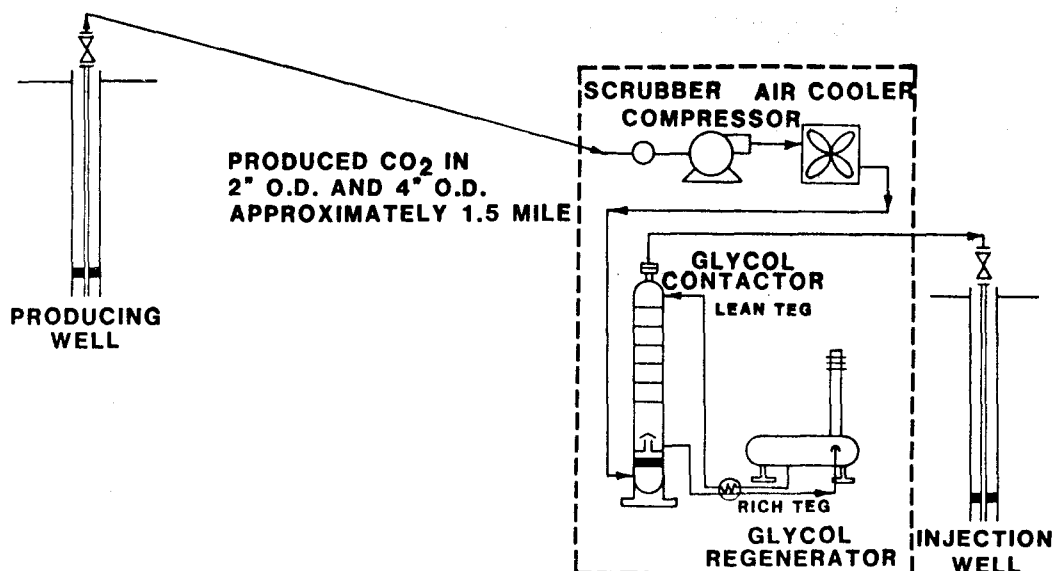 SCRUBBER AIR COOLER
COMPRESSOR
PRODUCED CO₂ IN
2" O.D. AND 4" O.D.
APPROXIMATELY 1.5 MILE
GLYCOL
CONTACTOR
LEAN TEG
PRODUCING
WELL
RICH TEG
GLYCOL
REGENERATOR
INJECTION
WELL